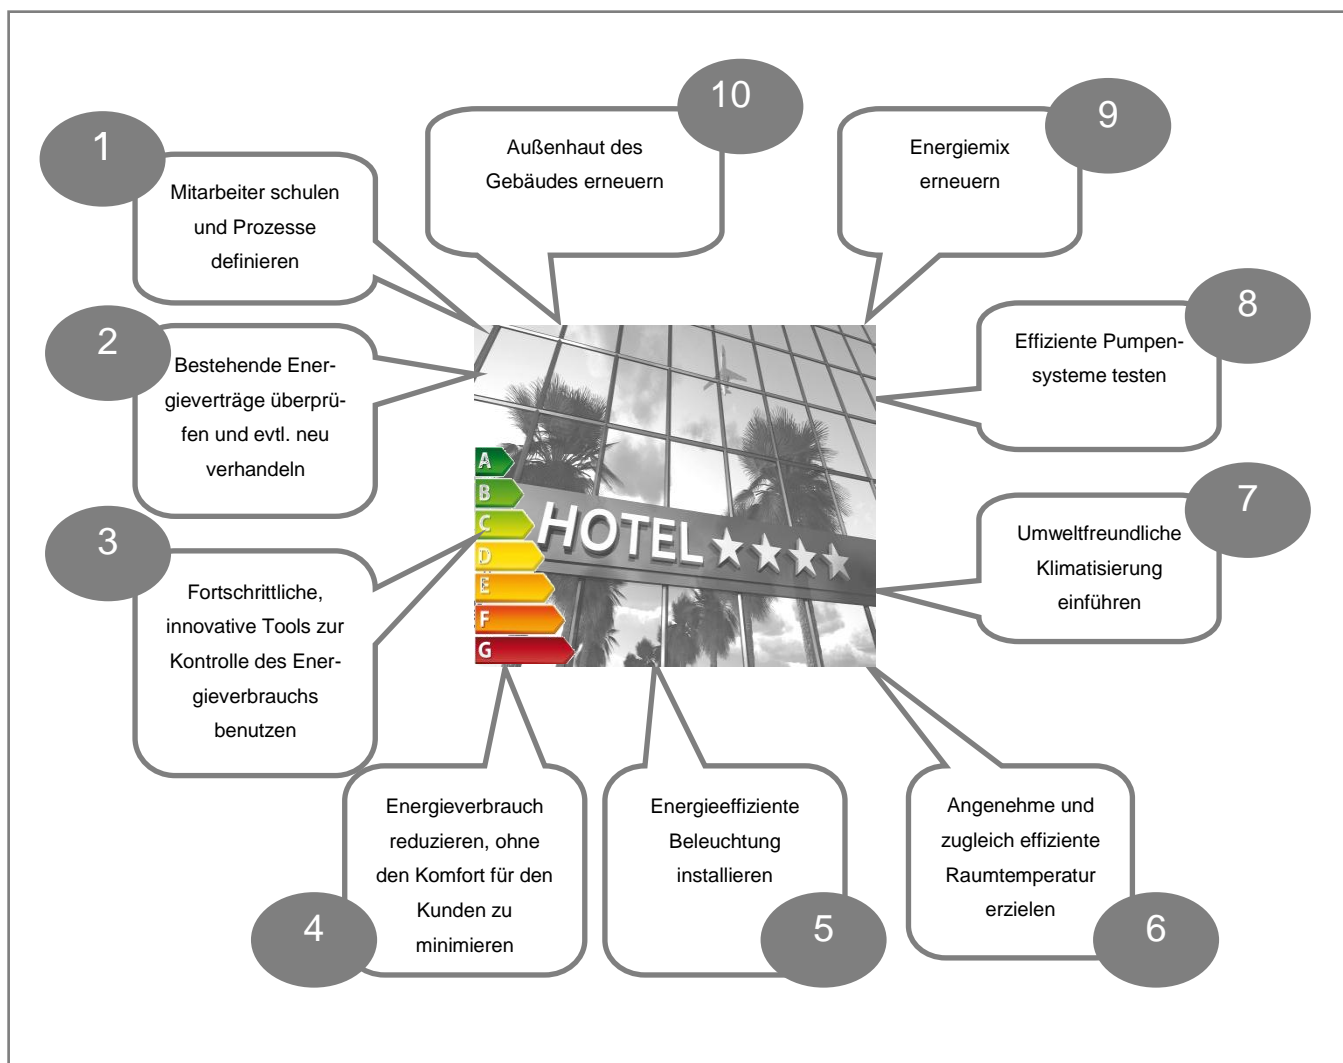 1
Mitarbeiter schulen
und Prozesse
definieren
2
Bestehende Ener-
gieverträge überprü-
fen und evtl. neu
verhandeln
3
Fortschrittliche,
innovative Tools zur
Kontrolle des Ener-
gieverbrauchs
benutzen
4
Energieverbrauch
reduzieren, ohne
den Komfort für den
Kunden zu
minimieren
5
Energieeffiziente
Beleuchtung
installieren
6
Angenehme und
zugleich effiziente
Raumtemperatur
erzielen
7
Umweltfreundliche
Klimatisierung
einführen
8
Effiziente Pumpen-
systeme testen
9
Energiemix
erneuern
10
Außenhaut des
Gebäudes erneuern
A
B
C
D
E
F
G
HOTEL